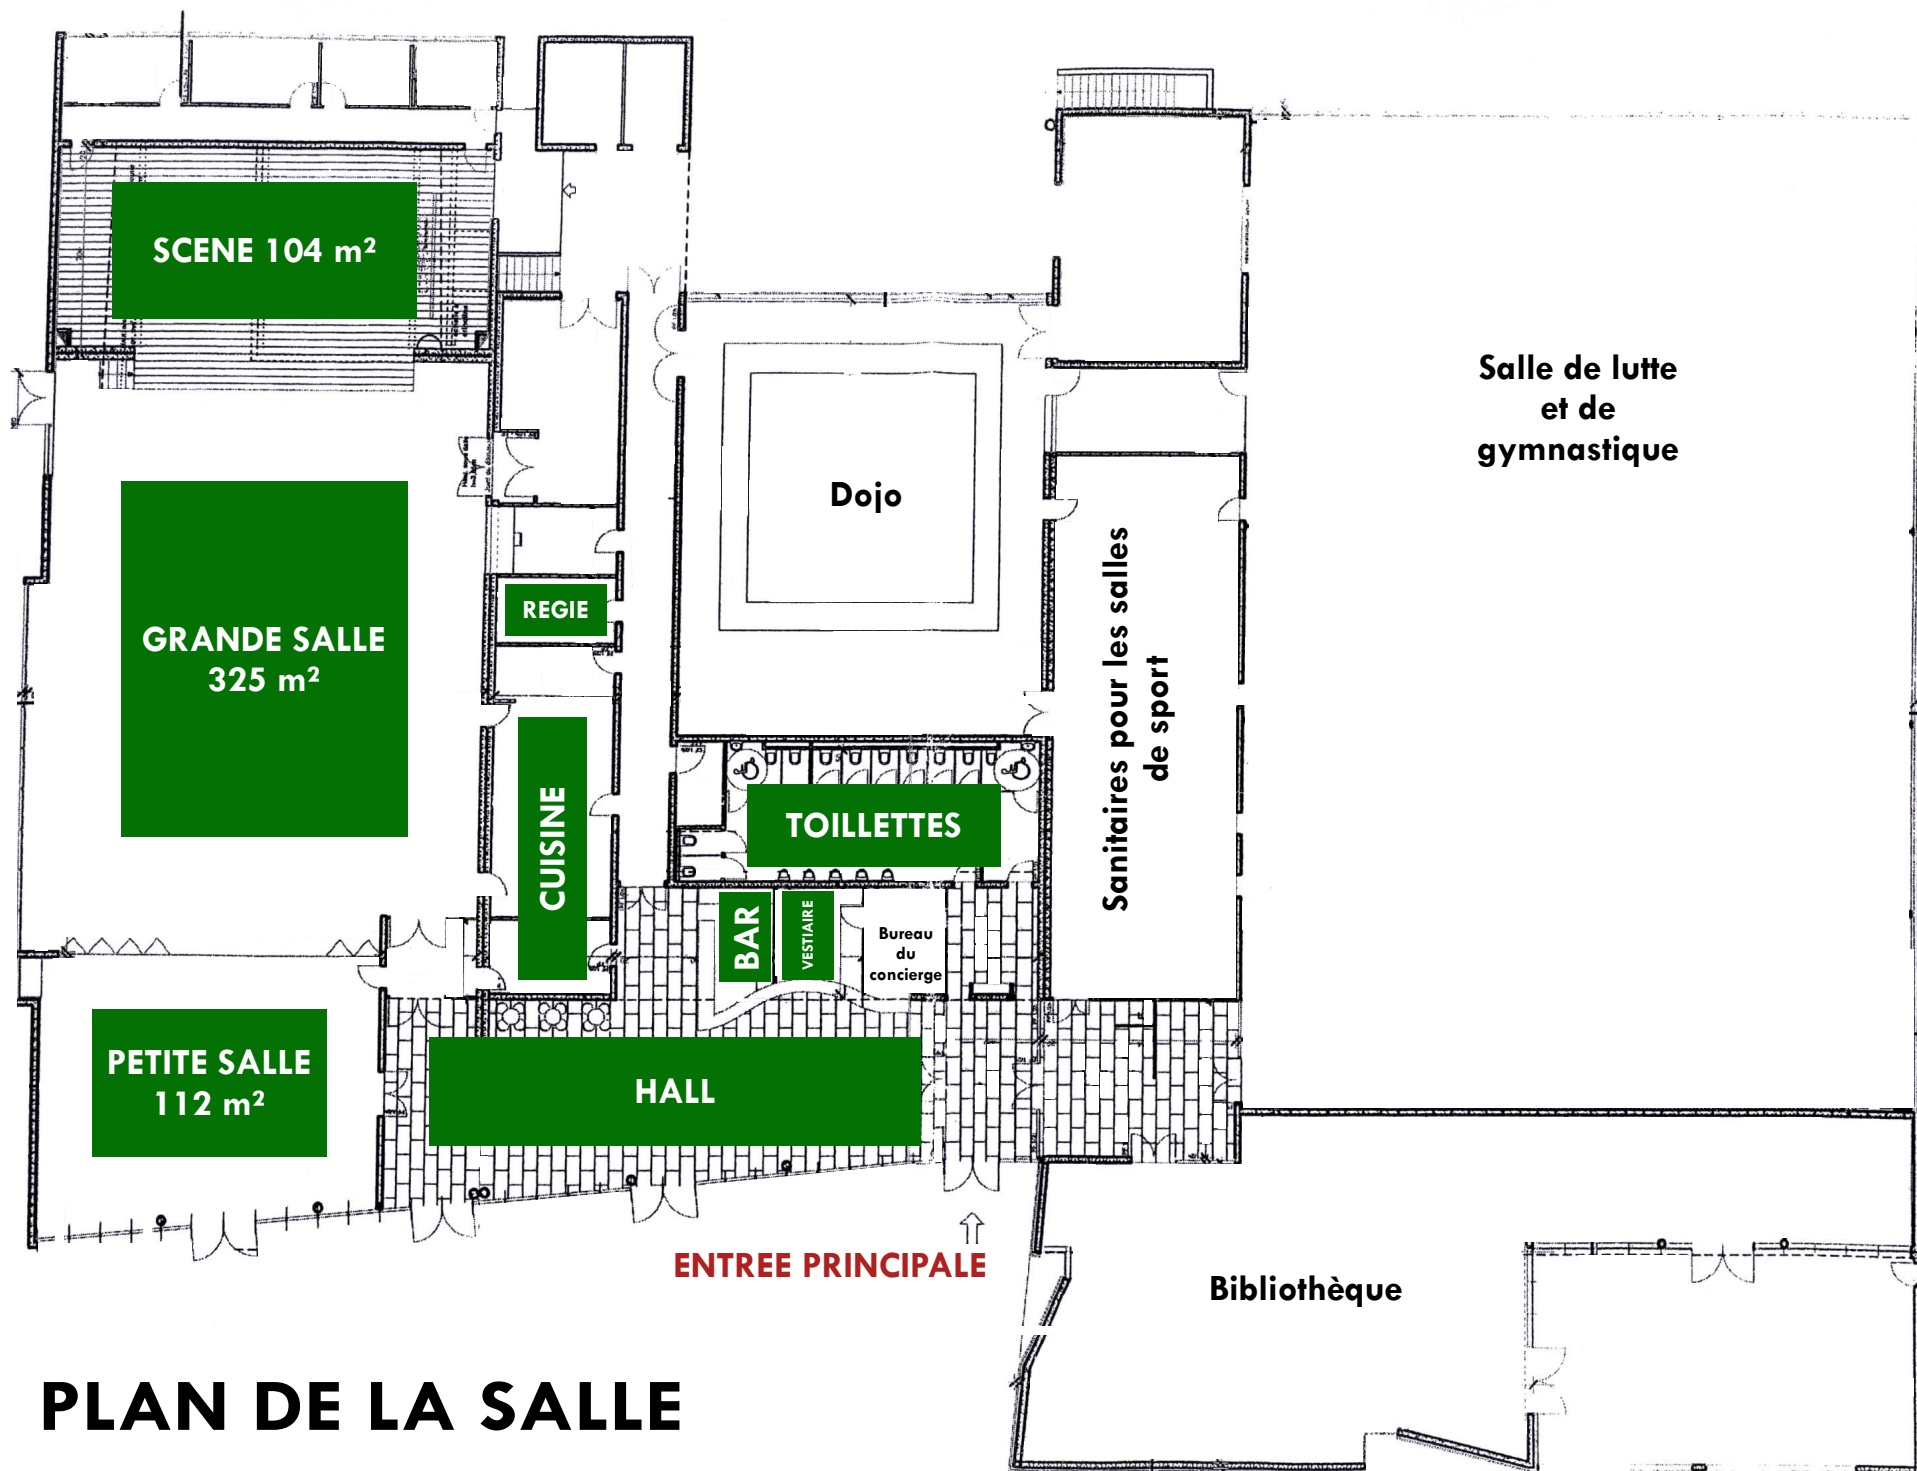 SCENE 104 m²
Salle de lutte
et de
gymnastique
Dojo
GRANDE SALLE
325 m²
REGIE
Sanitaires pour les salles
de sport
CUISINE
TOILLETTES
BAR
VESTIAIRE
Bureau
du
concierge
PETITE SALLE
112 m²
HALL
ENTREE PRINCIPALE
Bibliothèque
PLAN DE LA SALLE